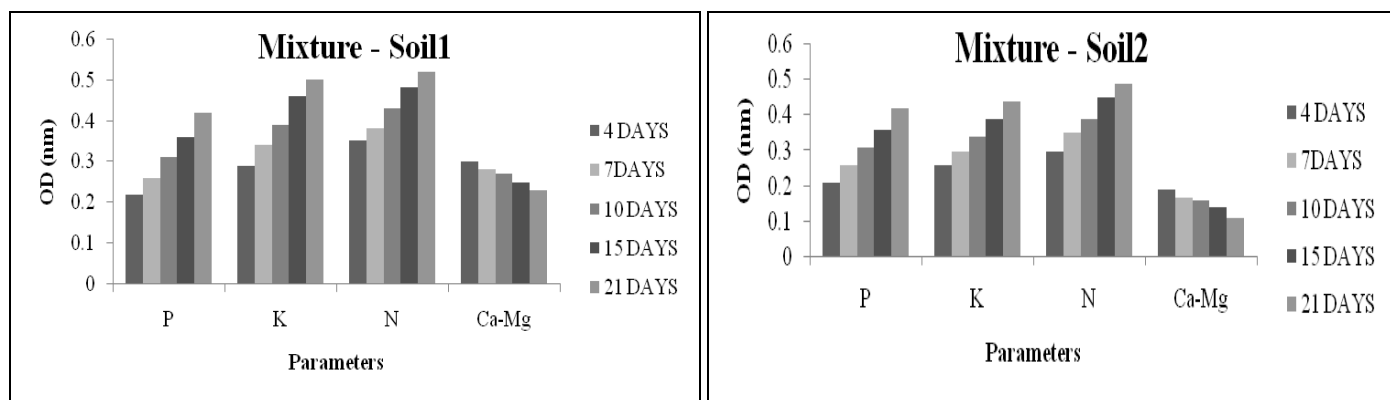 Mixture - Soil1
0.6
0.5
0.4
0.3
0.2
0.1
0
OD (nm)
P K N Ca-Mg
Parameters
4 DAYS
7DAYS
10 DAYS
15 DAYS
21 DAYS
Mixture - Soil2
0.6
0.5
0.4
0.3
0.2
0.1
0
OD (nm)
P K N Ca-Mg
Parameters
4 DAYS
7DAYS
10 DAYS
15 DAYS
21 DAYS